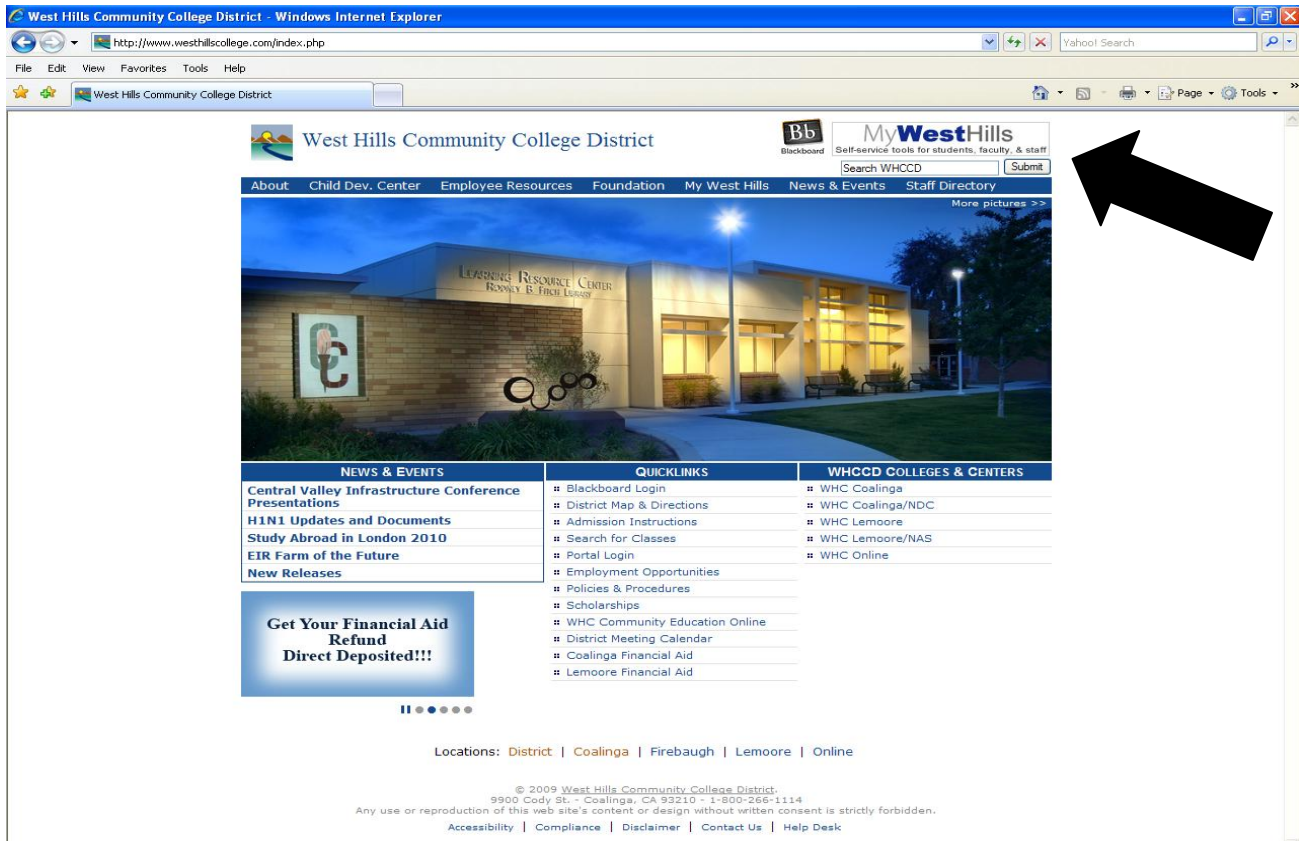 West Hills Community College District - Windows Internet Explorer
http://www.westhillscollege.com/index.php
Yahoo! Search
File Edit View Favorites Tools Help
West Hills Community College District
Page Tools
West Hills Community College District
Bb
Blackboard
MyWestHills
Self-service tools for students, faculty, & staff
Search WHCCD
Submit
About Child Dev. Center Employee Resources Foundation My West Hills News & Events Staff Directory
More pictures >>
LEARNING RESOURCE CENTER
RODNEY B. FITCH LIBRARY
NEWS & EVENTS
Central Valley Infrastructure Conference
Presentations
H1N1 Updates and Documents
Study Abroad in London 2010
EIR Farm of the Future
New Releases
Get Your Financial Aid
Refund
Direct Deposited!!!
QUICKLINKS
Blackboard Login
District Map & Directions
Admission Instructions
Search for Classes
Portal Login
Employment Opportunities
Policies & Procedures
Scholarships
WHC Community Education Online
District Meeting Calendar
Coalinga Financial Aid
Lemoore Financial Aid
WHCCD COLLEGES & CENTERS
WHC Coalinga
WHC Coalinga/NDC
WHC Lemoore
WHC Lemoore/NAS
WHC Online
Locations: District | Coalinga | Firebaugh | Lemoore | Online
© 2009 West Hills Community College District.
9900 Cody St. - Coalinga, CA 93210 - 1-800-266-1114
Any use or reproduction of this web site's content or design without written consent is strictly forbidden.
Accessibility | Compliance | Disclaimer | Contact Us | Help Desk